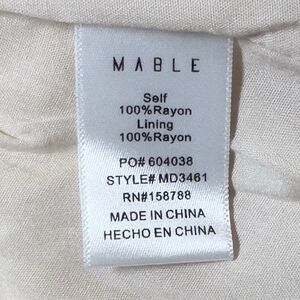 MABLE
Self
100%Rayon
Lining
100%Rayon
PO# 604038
STYLE# MD3461
RN#158788
MADE IN CHINA
HECHO EN CHINA